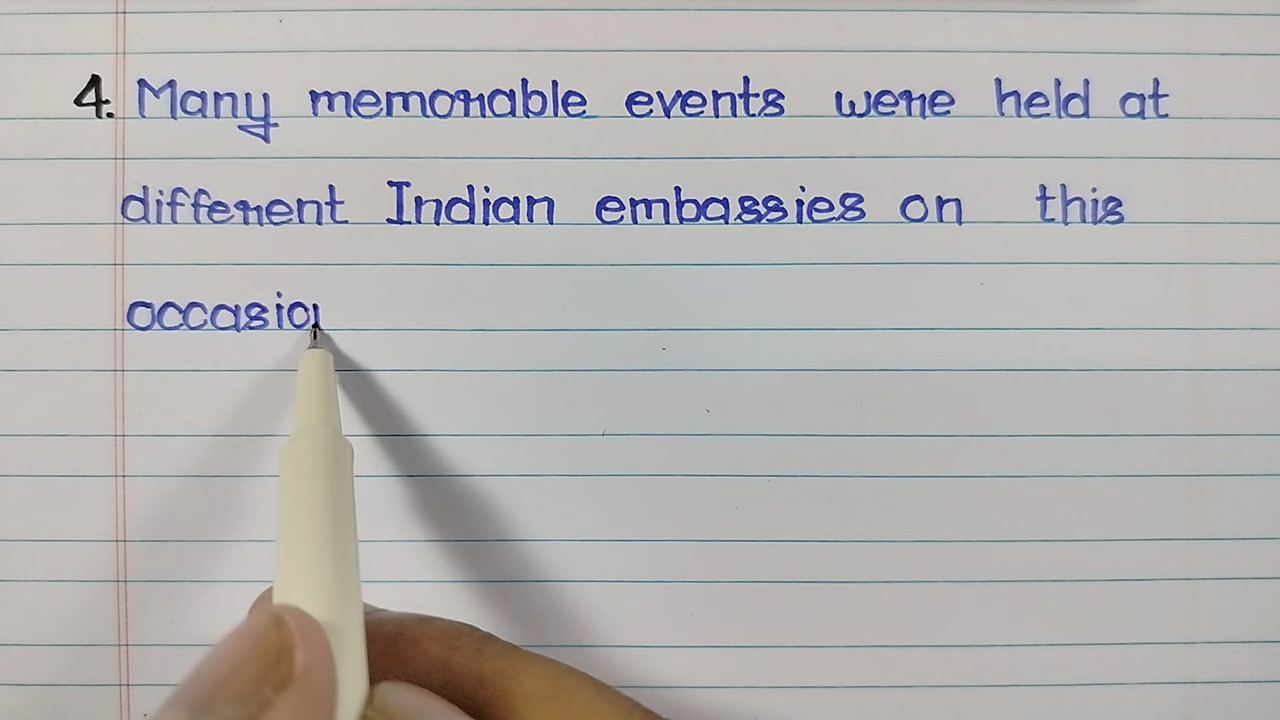 4. Many memorable events were held at
different Indian embassies on this
occasio